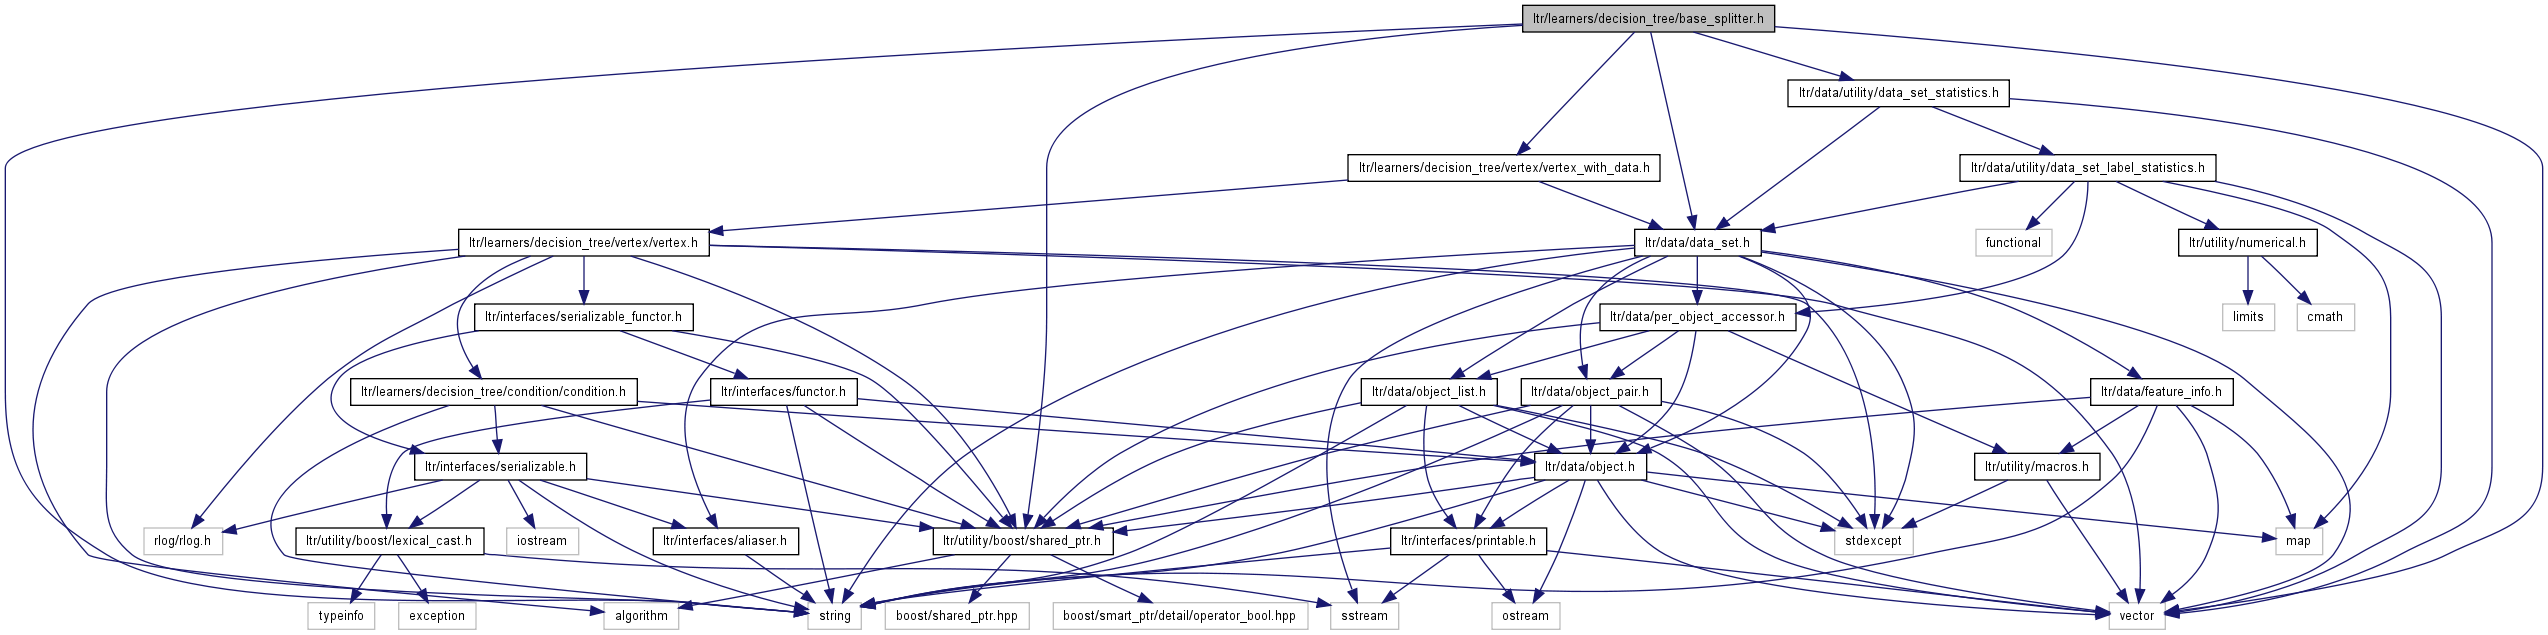 ltr/learners/decision_tree/base_splitter.h
ltr/data/utility/data_set_statistics.h
ltr/learners/decision_tree/vertex/vertex_with_data.h
ltr/data/utility/data_set_label_statistics.h
ltr/learners/decision_tree/vertex/vertex.h
ltr/data/data_set.h
functional
ltr/utility/numerical.h
ltr/interfaces/serializable_functor.h
ltr/data/per_object_accessor.h
limits
cmath
ltr/learners/decision_tree/condition/condition.h
ltr/interfaces/functor.h
ltr/data/object_list.h
ltr/data/object_pair.h
ltr/data/feature_info.h
ltr/interfaces/serializable.h
ltr/data/object.h
ltr/utility/macros.h
rlog/rlog.h
ltr/utility/boost/lexical_cast.h
iostream
ltr/interfaces/aliaser.h
ltr/utility/boost/shared_ptr.h
ltr/interfaces/printable.h
stdexcept
map
typeinfo
exception
algorithm
string
boost/shared_ptr.hpp
boost/smart_ptr/detail/operator_bool.hpp
sstream
ostream
vector